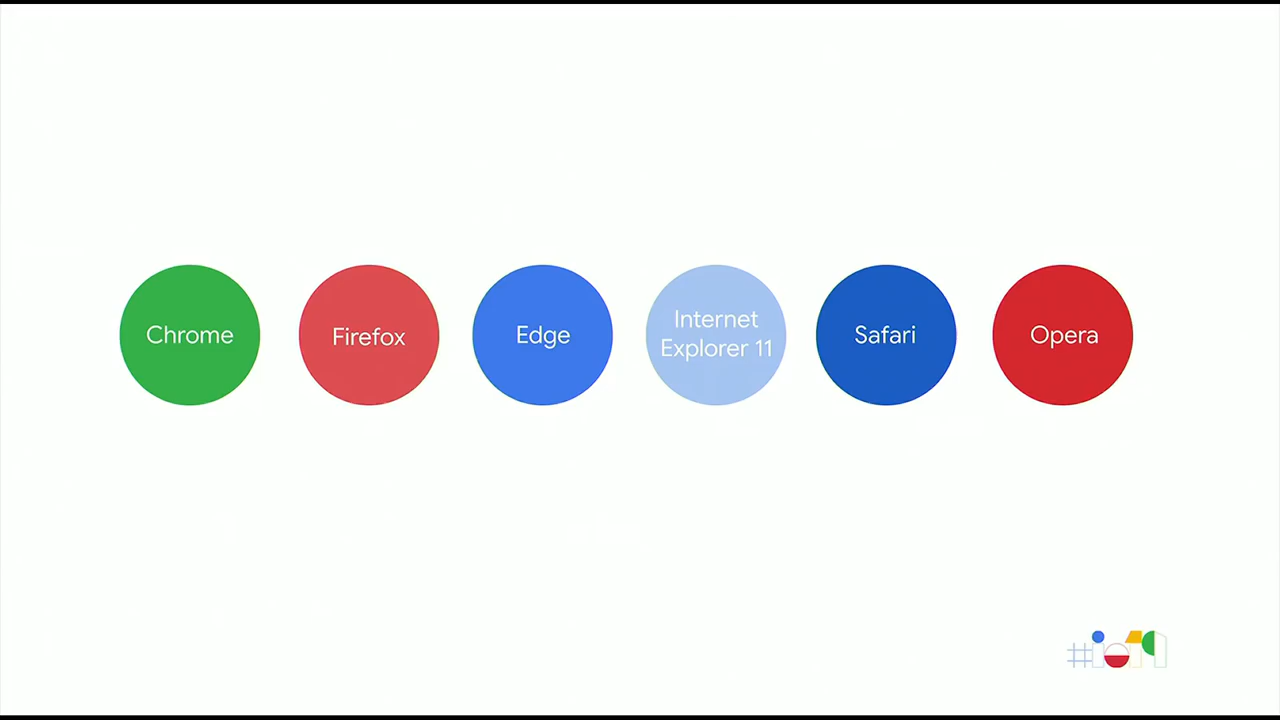 Chrome
Firefox
Edge
Internet
Explorer 11
Safari
Opera
#io19